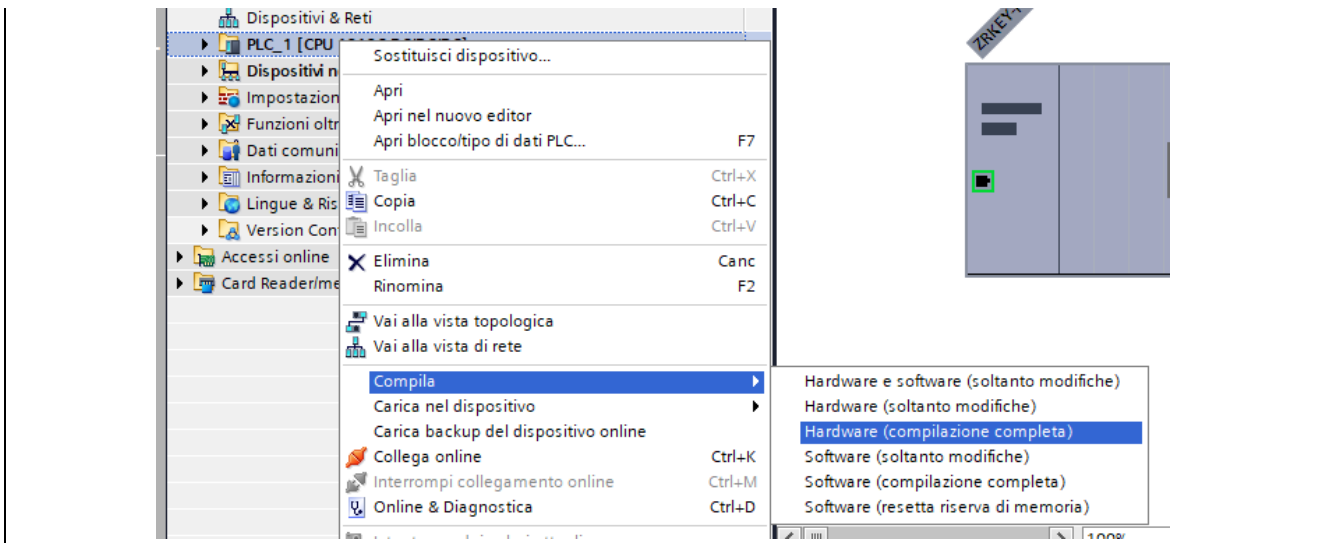 Dispositivi & Reti
PLC_1 [CPU
Dispositivi n
Impostazion
Funzioni oltr
Dati comuni
Informazioni
Lingue & Ris
Version Con
Accessi online
Card Reader/me
Sostituisci dispositivo...
Apri
Apri nel nuovo editor
Apri blocco/tipo di dati PLC... F7
Taglia Ctrl+X
Copia Ctrl+C
Incolla Ctrl+V
Elimina Canc
Rinomina F2
Vai alla vista topologica
Vai alla vista di rete
Compila
Carica nel dispositivo
Carica backup del dispositivo online
Collega online Ctrl+K
Interrompi collegamento online Ctrl+M
Online & Diagnostica Ctrl+D
Hardware e software (soltanto modifiche)
Hardware (soltanto modifiche)
Hardware (compilazione completa)
Software (soltanto modifiche)
Software (compilazione completa)
Software (resetta riserva di memoria)
ZRKEY-
100%